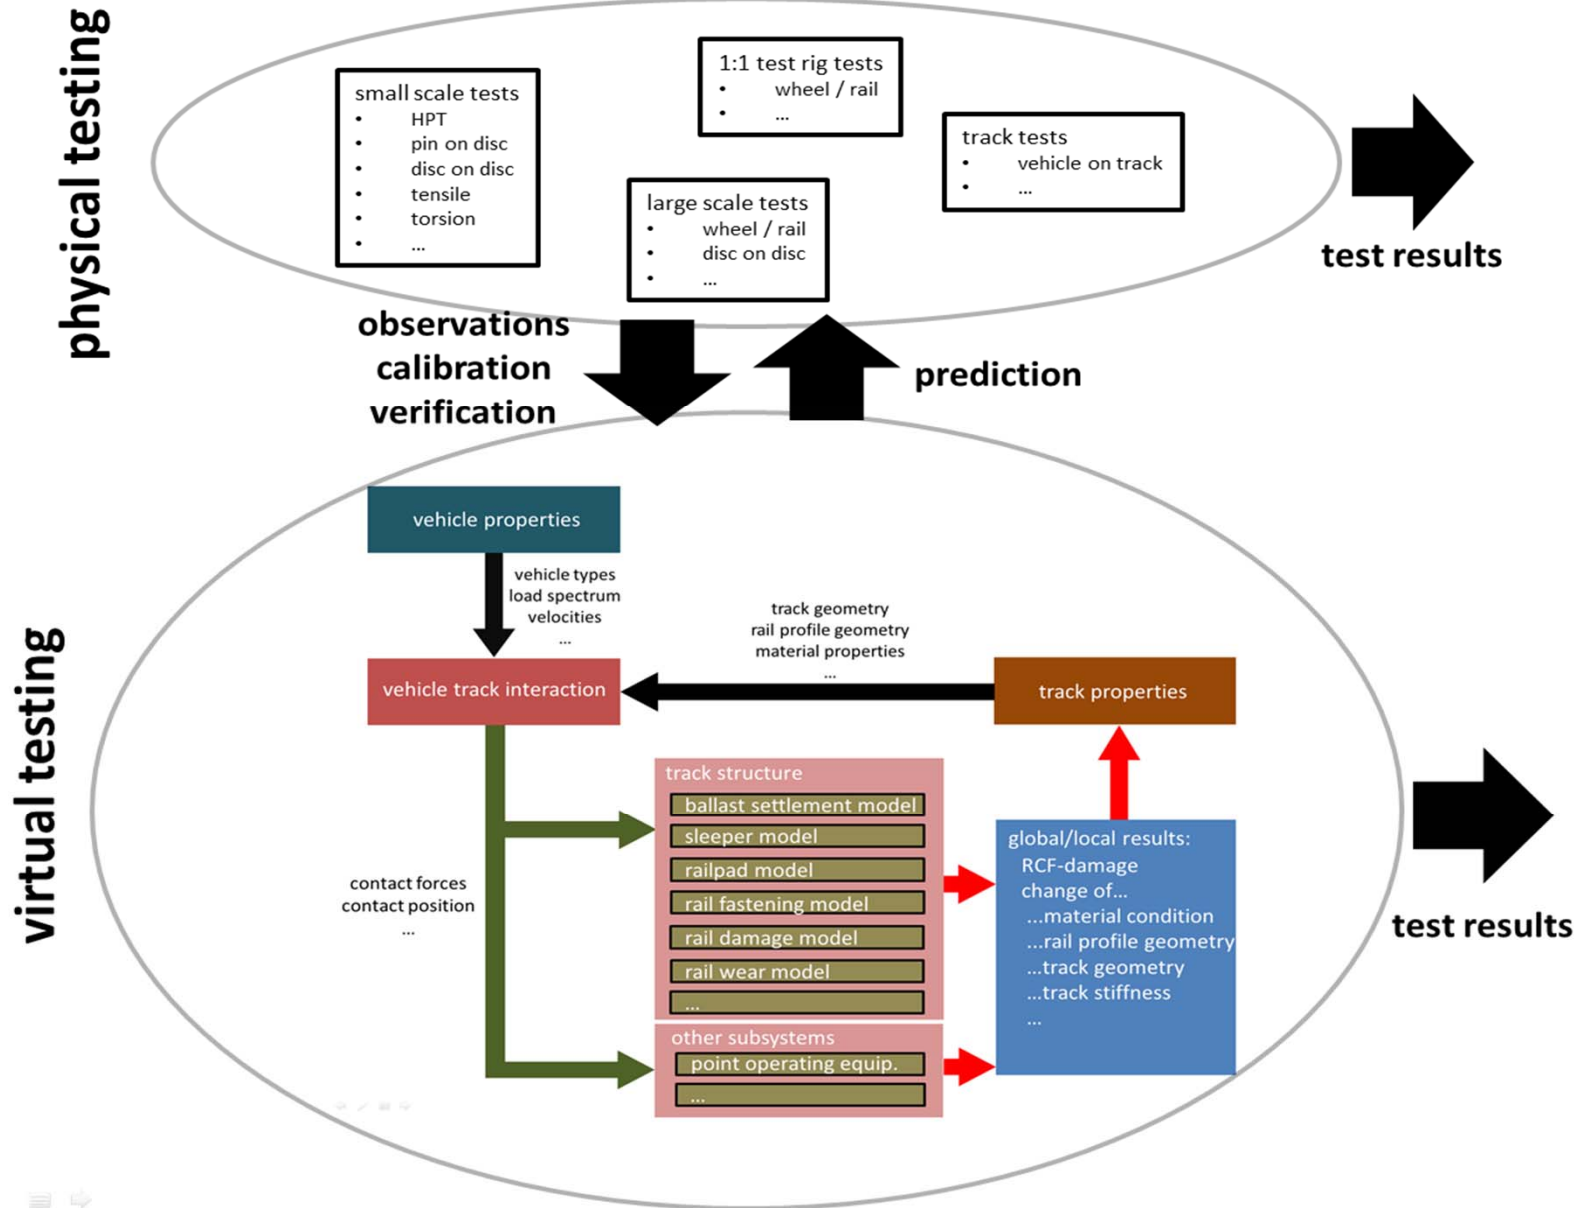 physical testing
small scale tests
• HPT
• pin on disc
• disc on disc
• tensile
• torsion
• ...
1:1 test rig tests
• wheel / rail
• ...
large scale tests
• wheel / rail
• disc on disc
• ...
track tests
• vehicle on track
• ...
test results
observations
calibration
verification
prediction
virtual testing
vehicle properties
vehicle types
load spectrum
velocities
...
track geometry
rail profile geometry
material properties
...
vehicle track interaction
track properties
contact forces
contact position
...
track structure
ballast settlement model
sleeper model
railpad model
rail fastening model
rail damage model
rail wear model
...
other subsystems
point operating equip.
...
global/local results:
RCF-damage
change of...
...material condition
...rail profile geometry
...track geometry
...track stiffness
...
test results